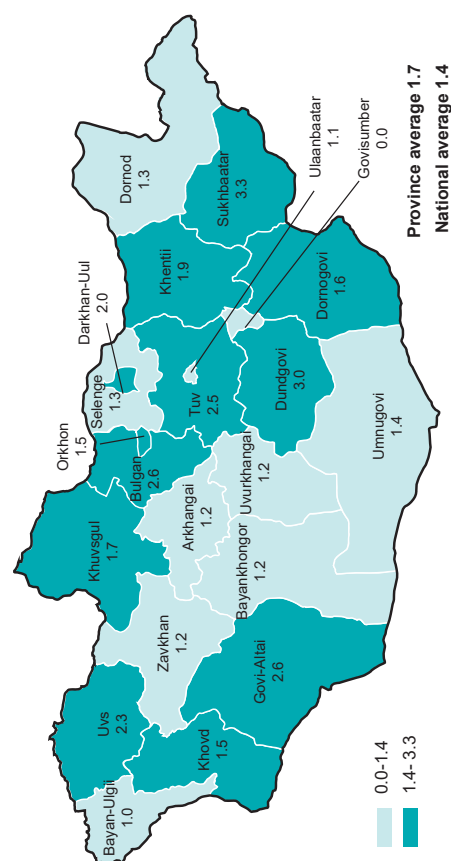 Bayan-Ulgii
1.0
Uvs
2.3
Khovd
1.5
Zavkhan
1.2
Govi-Altai
2.6
Khuvsgul
1.7
Arkhangai
1.2
Bayankhongor
1.2
Uvurkhangai
1.2
Orkhon
1.5
Bulgan
2.6
Selenge
1.3
Darkhan-Uul
2.0
Tuv
2.5
Khentii
1.9
Dornod
1.3
Sukhbaatar
3.3
Ulaanbaatar
1.1
Govisumber
0.0
Dundgovi
3.0
Dornogovi
1.6
Umnugovi
1.4
0.0-1.4
1.4- 3.3
Province average 1.7
National average 1.4